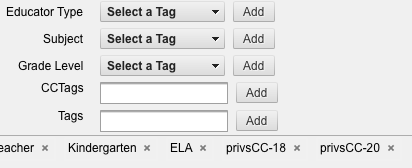 Educator Type Select a Tag Add
Subject Select a Tag Add
Grade Level Select a Tag Add
CCTags Add
Tags Add
eacher × Kindergarten × ELA × privsCC-18 × privsCC-20 ×